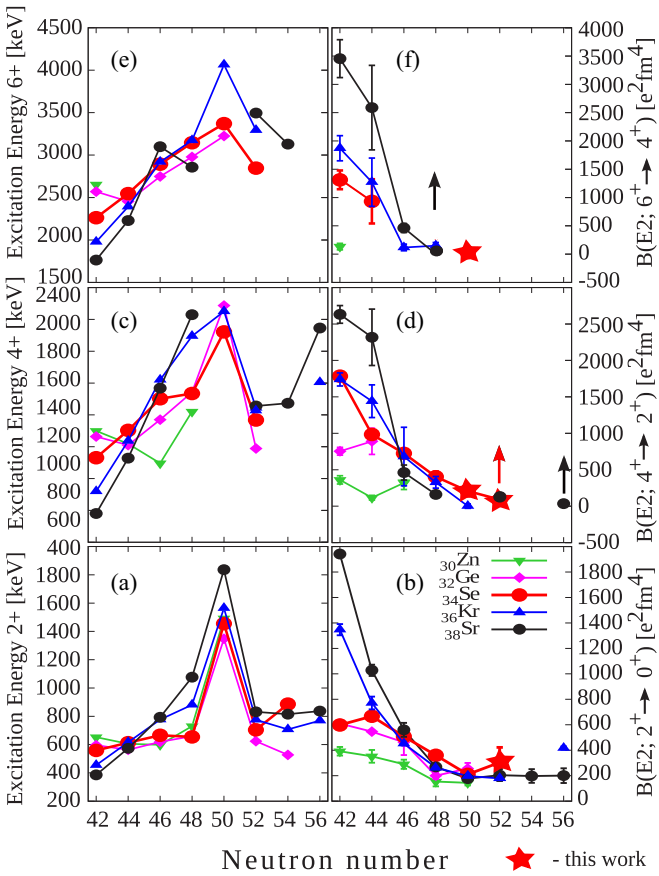 Excitation Energy 6+ [keV]
4500
4000
3500
3000
2500
2000
1500
(e)
(f)
4000
3500
3000
2500
2000
1500
1000
500
0
-500
B(E2; 6⁺→ 4⁺) [e²fm⁴]
Excitation Energy 4+ [keV]
2400
2200
2000
1800
1600
1400
1200
1000
800
600
400
(c)
(d)
2500
2000
1500
1000
500
0
-500
B(E2; 4⁺→ 2⁺) [e²fm⁴]
Excitation Energy 2+ [keV]
1800
1600
1400
1200
1000
800
600
400
200
(a)
(b)
₃₀Zn
₃₂Ge
₃₄Se
₃₆Kr
₃₈Sr
1800
1600
1400
1200
1000
800
600
400
200
0
B(E2; 2⁺→ 0⁺) [e²fm⁴]
42 44 46 48 50 52 54 56 42 44 46 48 50 52 54 56
Neutron number
- this work